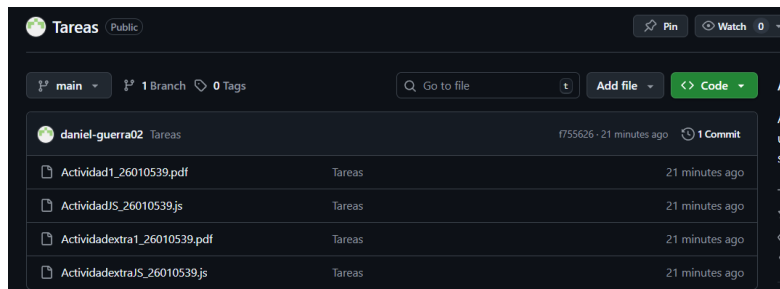 Tareas Public Pin Watch 0
main 1 Branch 0 Tags Go to file t Add file Code
daniel-guerra02 Tareas f755626 · 21 minutes ago 1 Commit
Actividad1_26010539.pdf Tareas 21 minutes ago
ActividadJS_26010539.js Tareas 21 minutes ago
Actividadextra1_26010539.pdf Tareas 21 minutes ago
ActividadextraJS_26010539.js Tareas 21 minutes ago